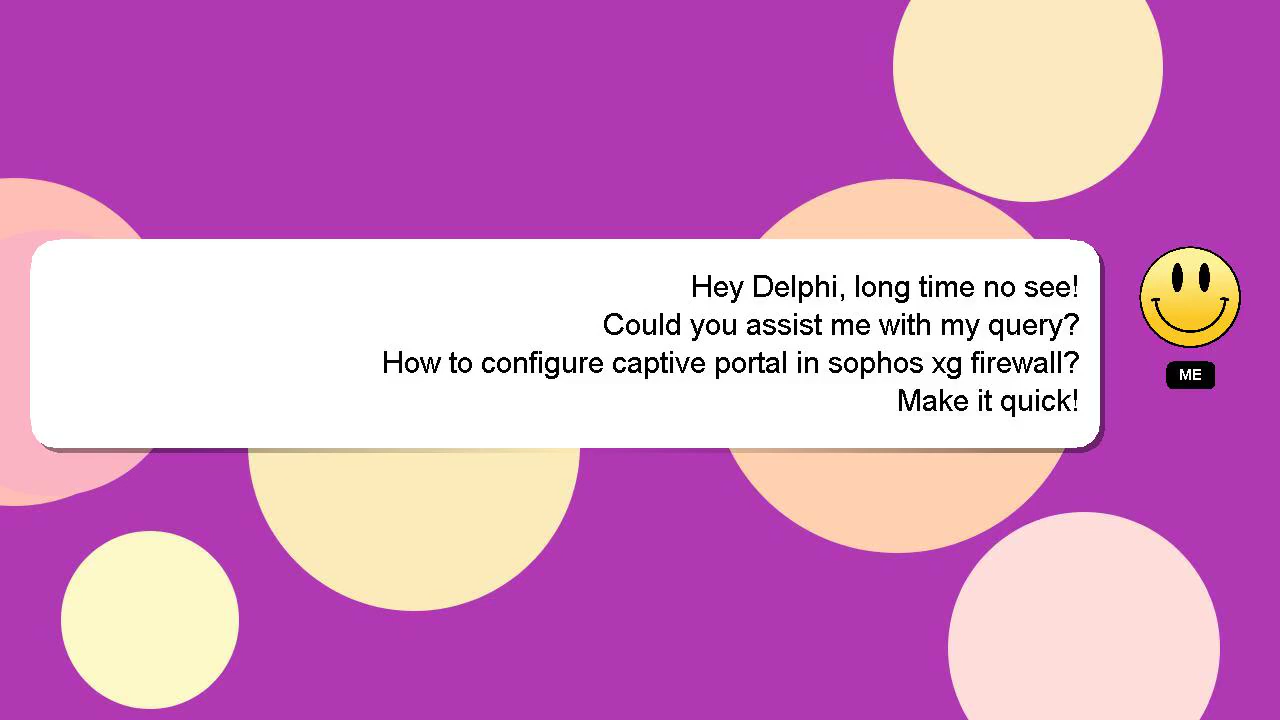 Hey Delphi, long time no see!
Could you assist me with my query?
How to configure captive portal in sophos xg firewall?
Make it quick!
ME